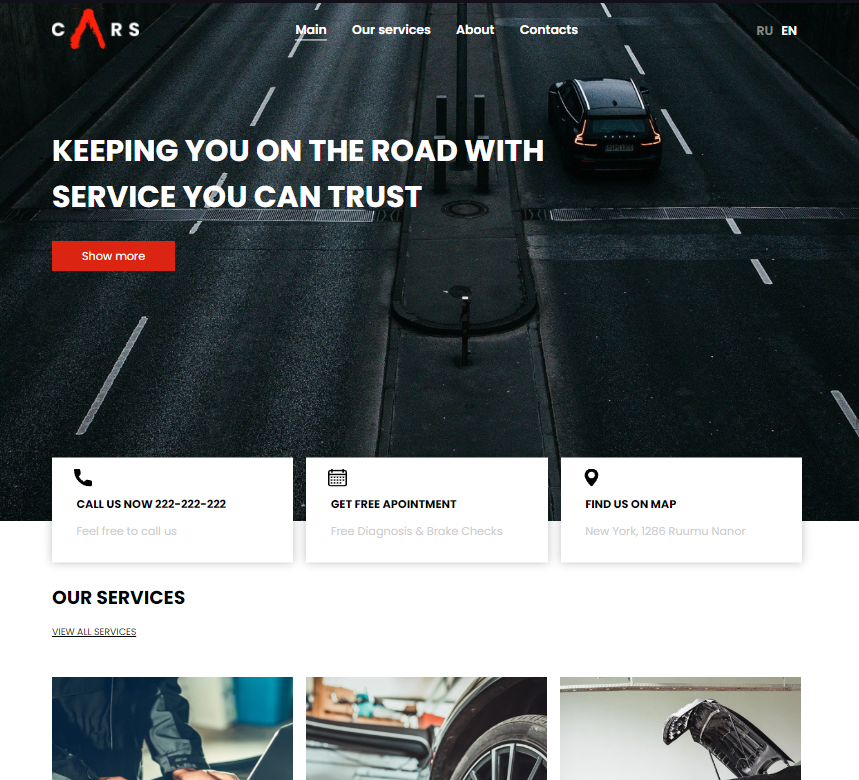 CARS
Main Our services About Contacts
RU EN
KEEPING YOU ON THE ROAD WITH
SERVICE YOU CAN TRUST
Show more
CALL US NOW 222-222-222
Feel free to call us
GET FREE APOINTMENT
Free Diagnosis & Brake Checks
FIND US ON MAP
New York, 1286 Ruumu Nanor
OUR SERVICES
VIEW ALL SERVICES